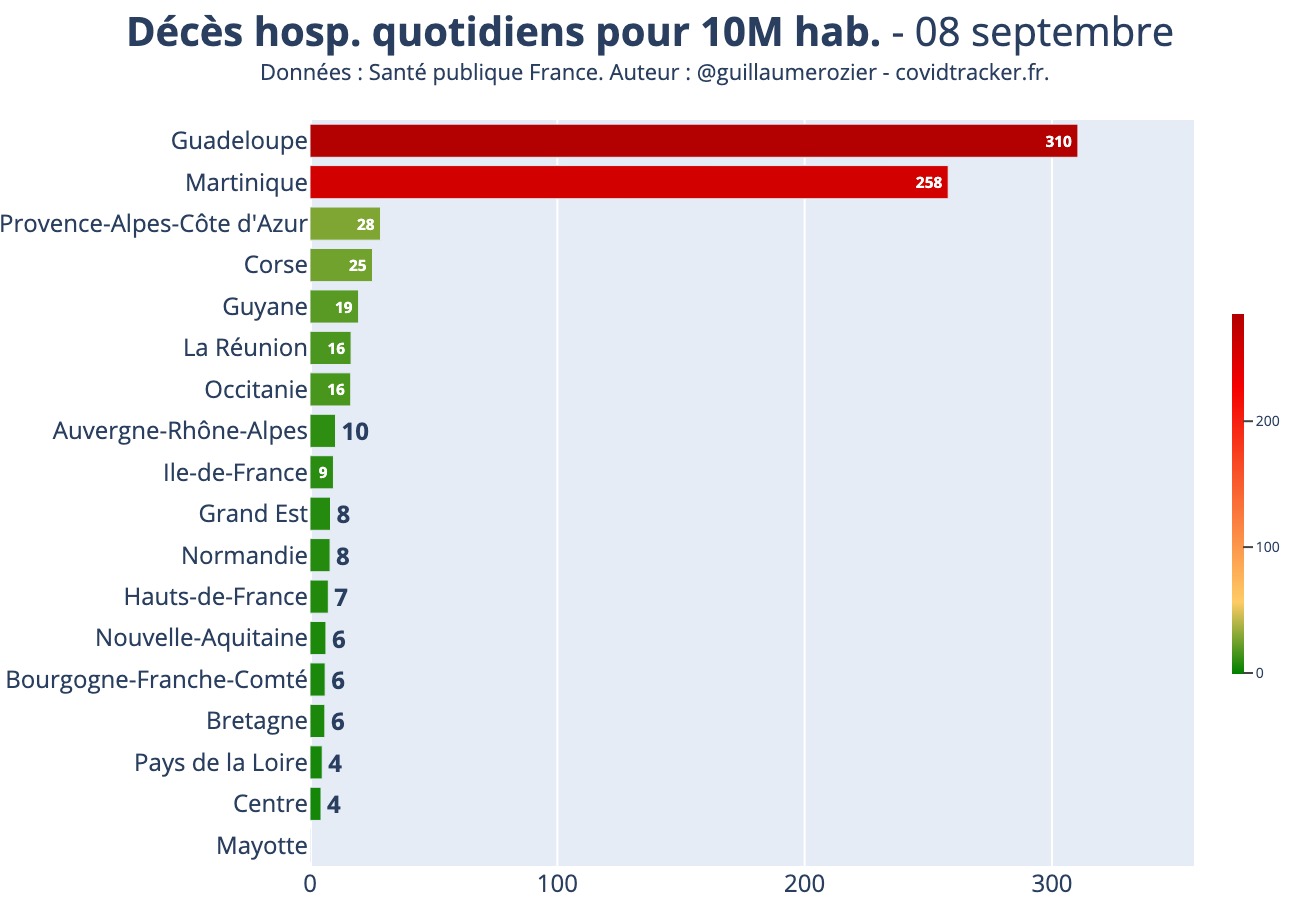 Décès hosp. quotidiens pour 10M hab. - 08 septembre
Données : Santé publique France. Auteur : @guillaumerozier - covidtracker.fr.
Guadeloupe 310
Martinique 258
Provence-Alpes-Côte d'Azur 28
Corse 25
Guyane 19
La Réunion 16
Occitanie 16
Auvergne-Rhône-Alpes 10
Ile-de-France 9
Grand Est 8
Normandie 8
Hauts-de-France 7
Nouvelle-Aquitaine 6
Bourgogne-Franche-Comté 6
Bretagne 6
Pays de la Loire 4
Centre 4
Mayotte
0 100 200 300
200
100
0